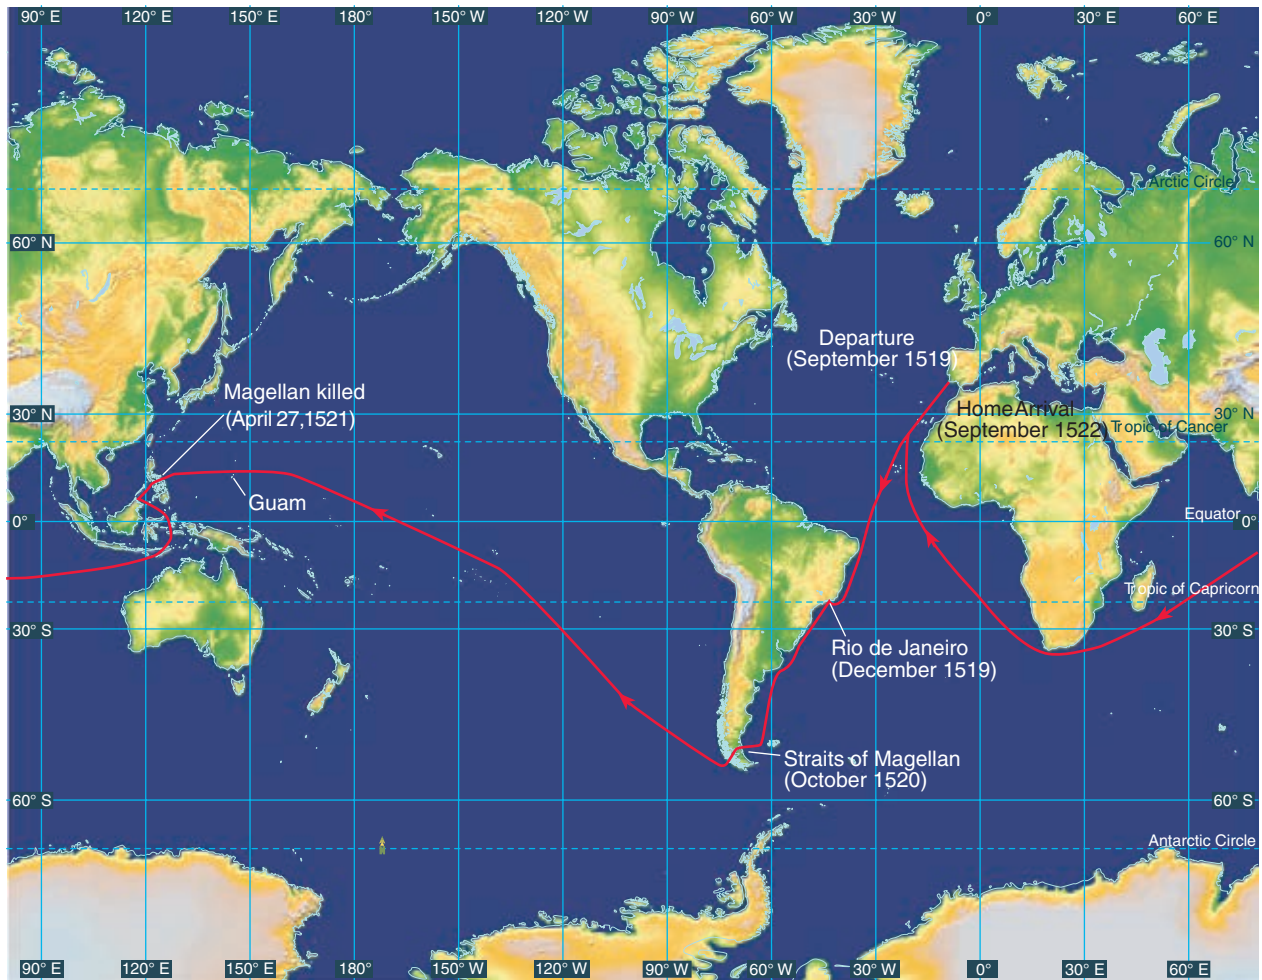 90° E 120° E 150° E 180° 150° W 120° W 90° W 60° W 30° W 0° 30° E 60° E
Arctic Circle
60° N 60° N
Departure
(September 1519)
Magellan killed
(April 27,1521)
HomeArrival
30° N 30° N
(September 1522)
Tropic of Cancer
Guam
Equator
0° 0°
Tropic of Capricorn
30° S 30° S
Rio de Janeiro
(December 1519)
Straits of Magellan
(October 1520)
60° S 60° S
Antarctic Circle
90° E 120° E 150° E 180° 150° W 120° W 90° W 60° W 30° W 0° 30° E 60° E